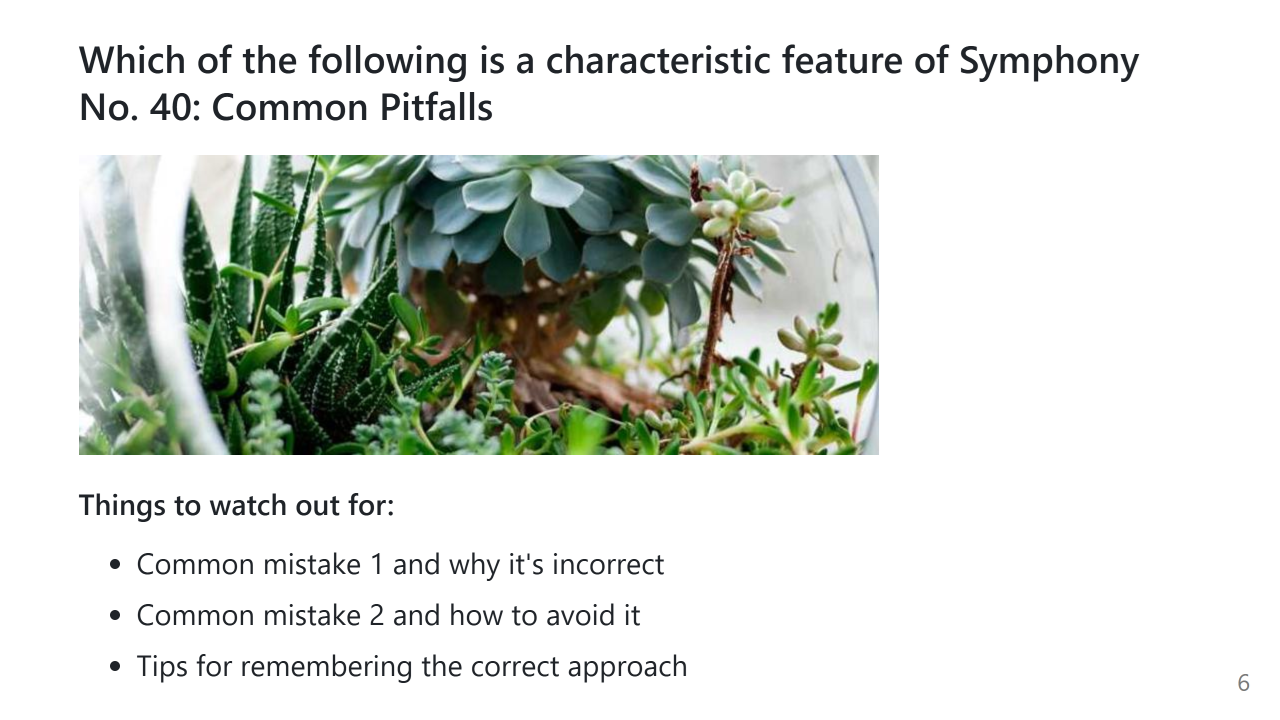 Which of the following is a characteristic feature of Symphony
No. 40: Common Pitfalls
Things to watch out for:
Common mistake 1 and why it's incorrect
Common mistake 2 and how to avoid it
Tips for remembering the correct approach
6